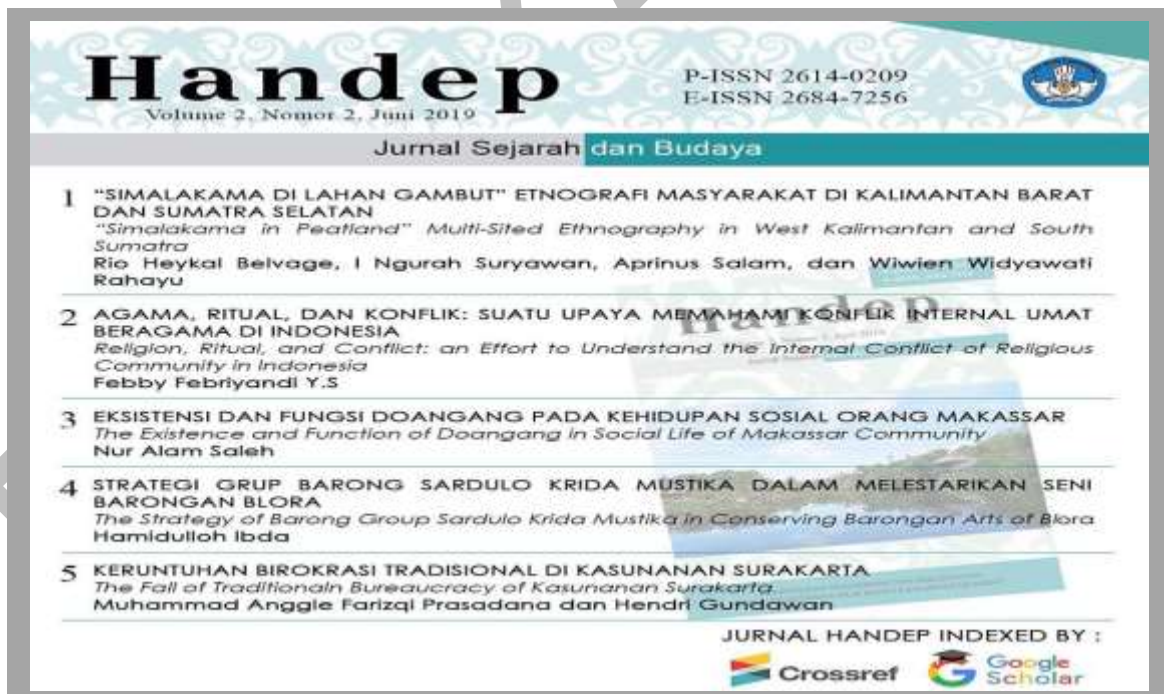 Handep
Volume 2, Nomor 2, Juni 2019
P-ISSN 2614-0209
E-ISSN 2684-7256
Jurnal Sejarah dan Budaya
1 "SIMALAKAMA DI LAHAN GAMBUT" ETNOGRAFI MASYARAKAT DI KALIMANTAN BARAT
DAN SUMATRA SELATAN
"Simalakama in Peatland" Multi-Sited Ethnography in West Kalimantan and South
Sumatra
Rio Heykal Belvage, I Ngurah Suryawan, Aprinus Salam, dan Wiwien Widyawati
Rahayu
2 AGAMA, RITUAL, DAN KONFLIK: SUATU UPAYA MEMAHAMI KONFLIK INTERNAL UMAT
BERAGAMA DI INDONESIA
Religion, Ritual, and Conflict: an Effort to Understand the Internal Conflict of Religious
Community in Indonesia
Febby Febriyandi Y.S
3 EKSISTENSI DAN FUNGSI DOANGANG PADA KEHIDUPAN SOSIAL ORANG MAKASSAR
The Existence and Function of Doangang in Social Life of Makassar Community
Nur Alam Saleh
4 STRATEGI GRUP BARONG SARDULO KRIDA MUSTIKA DALAM MELESTARIKAN SENI
BARONGAN BLORA
The Strategy of Barong Group Sardulo Krida Mustika in Conserving Barongan Arts of Blora
Hamidulloh Ibda
5 KERUNTUHAN BIROKRASI TRADISIONAL DI KASUNANAN SURAKARTA
The Fall of Traditionaln Bureaucracy of Kasunanan Surakarta
Muhammad Anggie Farizqi Prasadana dan Hendri Gundawan
Handep
JURNAL HANDEP INDEXED BY :
Crossref
Google
Scholar